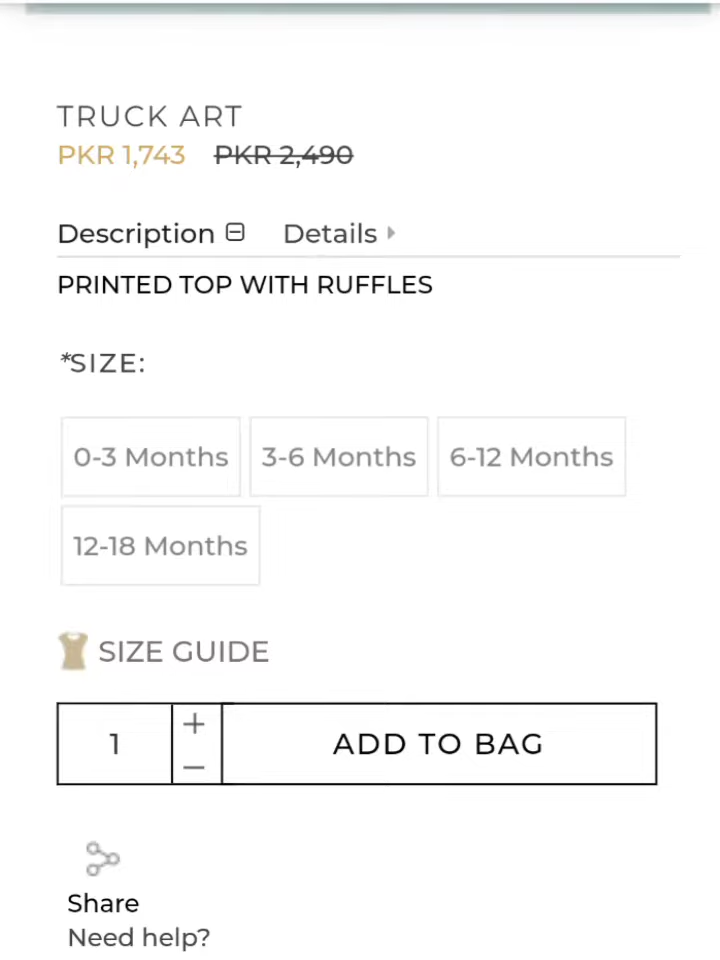 TRUCK ART
PKR 1,743 PKR 2,490
Description Details
PRINTED TOP WITH RUFFLES
*SIZE:
0-3 Months 3-6 Months 6-12 Months
12-18 Months
SIZE GUIDE
1 + − ADD TO BAG
Share
Need help?